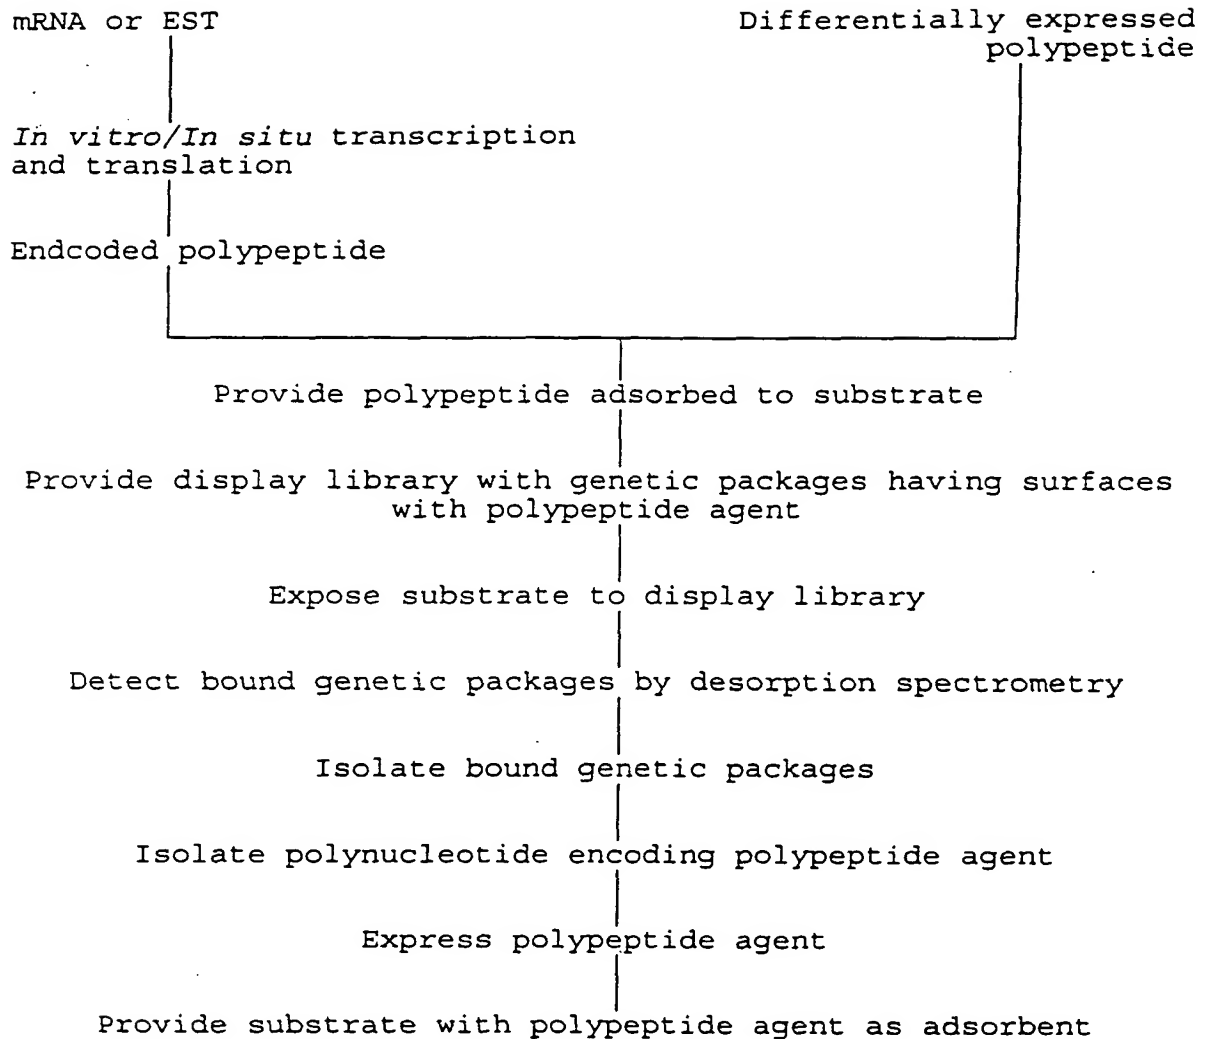 mRNA or EST
Differentially expressed
polypeptide
In vitro/In situ transcription
and translation
Endcoded polypeptide
Provide polypeptide adsorbed to substrate
Provide display library with genetic packages having surfaces
with polypeptide agent
Expose substrate to display library
Detect bound genetic packages by desorption spectrometry
Isolate bound genetic packages
Isolate polynucleotide encoding polypeptide agent
Express polypeptide agent
Provide substrate with polypeptide agent as adsorbent